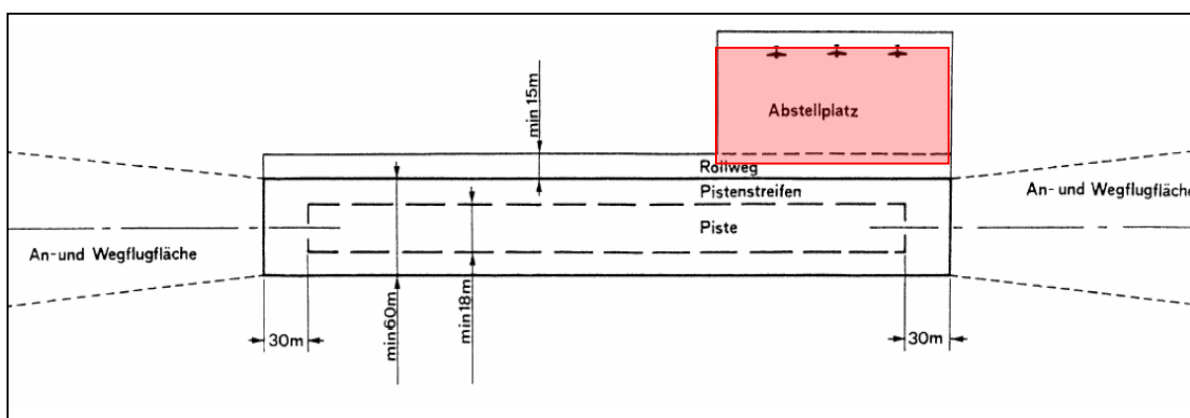 min 15m
Abstellplatz
Rollweg
Pistenstreifen
An- und Wegflugfläche
Piste
An-und Wegflugfläche
min 60m
min 18m
30m
30m